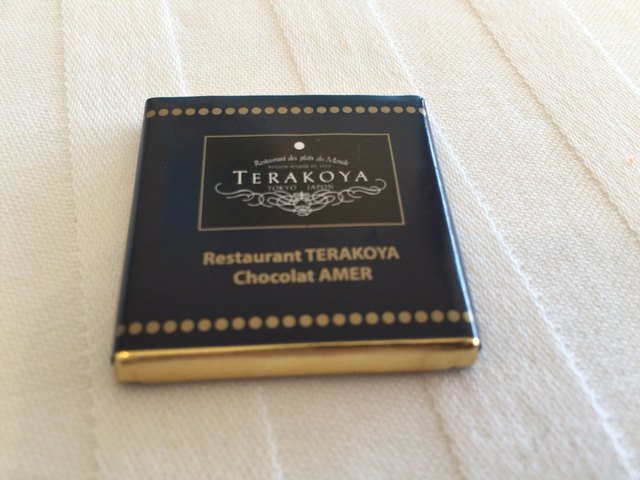 Restaurant des plats du Monde
TERAKOYA
TOKYO JAPON
Restaurant TERAKOYA
Chocolat AMER